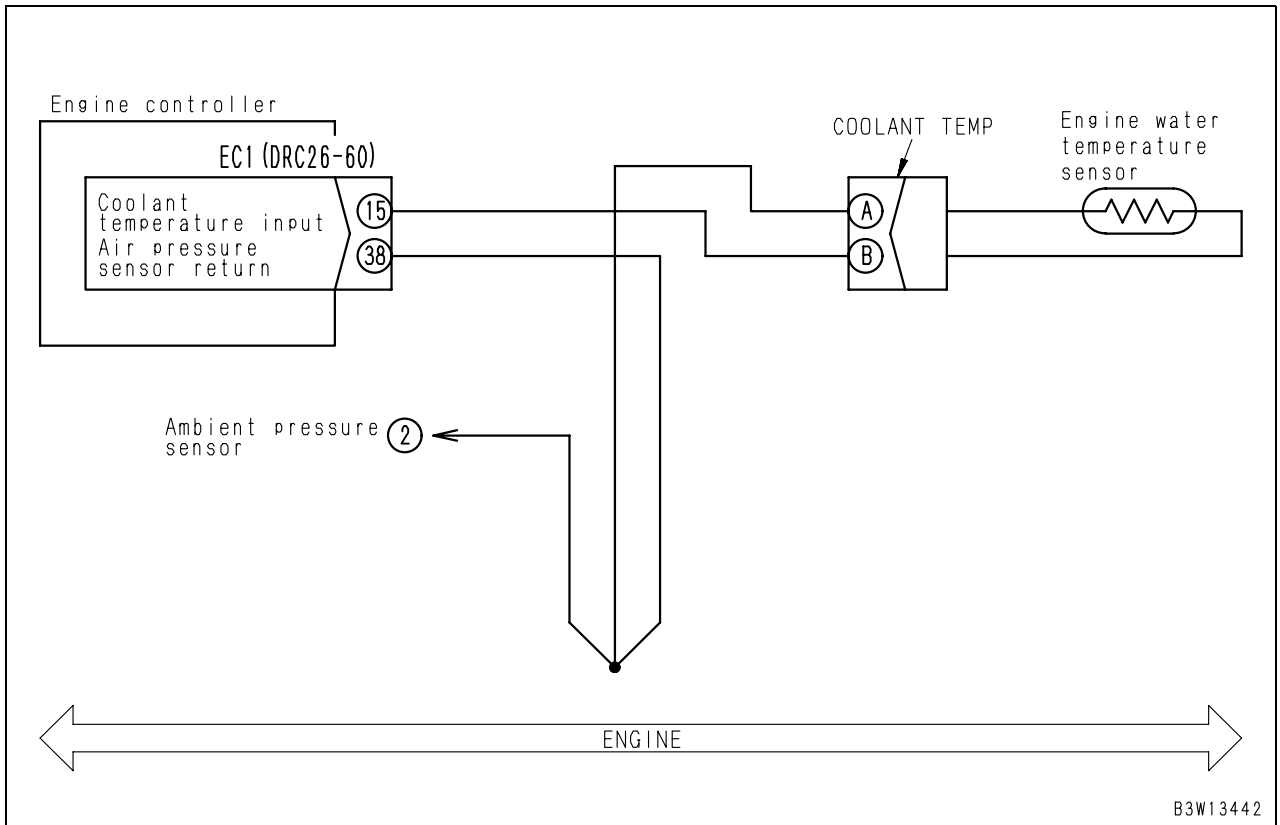 Engine controller
EC1 (DRC26-60)
Coolant
temperature input
Air pressure
sensor return
15
38
COOLANT TEMP
A
B
Engine water
temperature
sensor
Ambient pressure
sensor
2
ENGINE
B3W13442